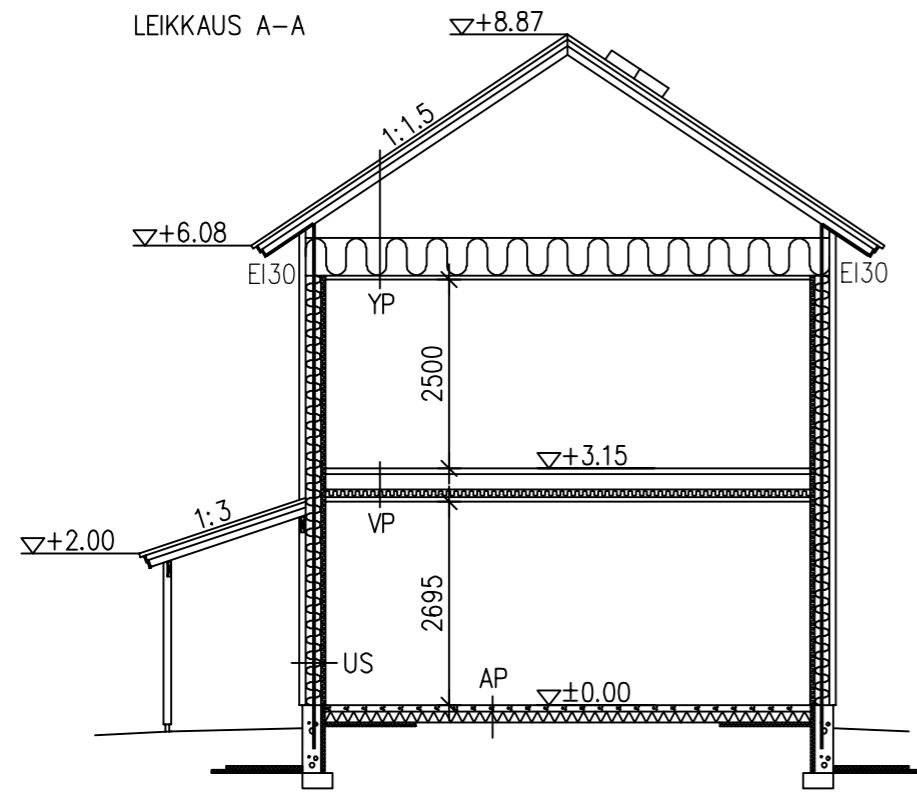 LEIKKAUS A-A
+8.87
1:1.5
+6.08
EI30
EI30
YP
2500
+3.15
VP
1:3
+2.00
2695
US
AP
±0.00